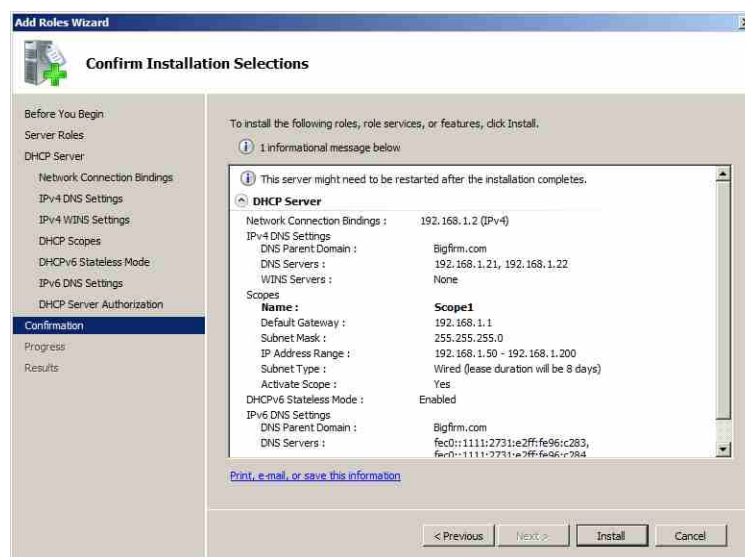 Add Roles Wizard
Confirm Installation Selections
Before You Begin
Server Roles
DHCP Server
Network Connection Bindings
IPv4 DNS Settings
IPv4 WINS Settings
DHCP Scopes
DHCPv6 Stateless Mode
IPv6 DNS Settings
DHCP Server Authorization
Confirmation
Progress
Results
To install the following roles, role services, or features, click Install.
1 informational message below
This server might need to be restarted after the installation completes.
DHCP Server
Network Connection Bindings : 192.168.1.2 (IPv4)
IPv4 DNS Settings
DNS Parent Domain : Bigfirm.com
DNS Servers : 192.168.1.21, 192.168.1.22
WINS Servers : None
Scopes
Name : Scope1
Default Gateway : 192.168.1.1
Subnet Mask : 255.255.255.0
IP Address Range : 192.168.1.50 - 192.168.1.200
Subnet Type : Wired (lease duration will be 8 days)
Activate Scope : Yes
DHCPv6 Stateless Mode : Enabled
IPv6 DNS Settings
DNS Parent Domain : Bigfirm.com
DNS Servers : fec0::1111:2731:e2ff:fe96:c283,
fec0::1111:2731:e2ff:fe96:c284
Print, e-mail, or save this information
< Previous
Next >
Install
Cancel